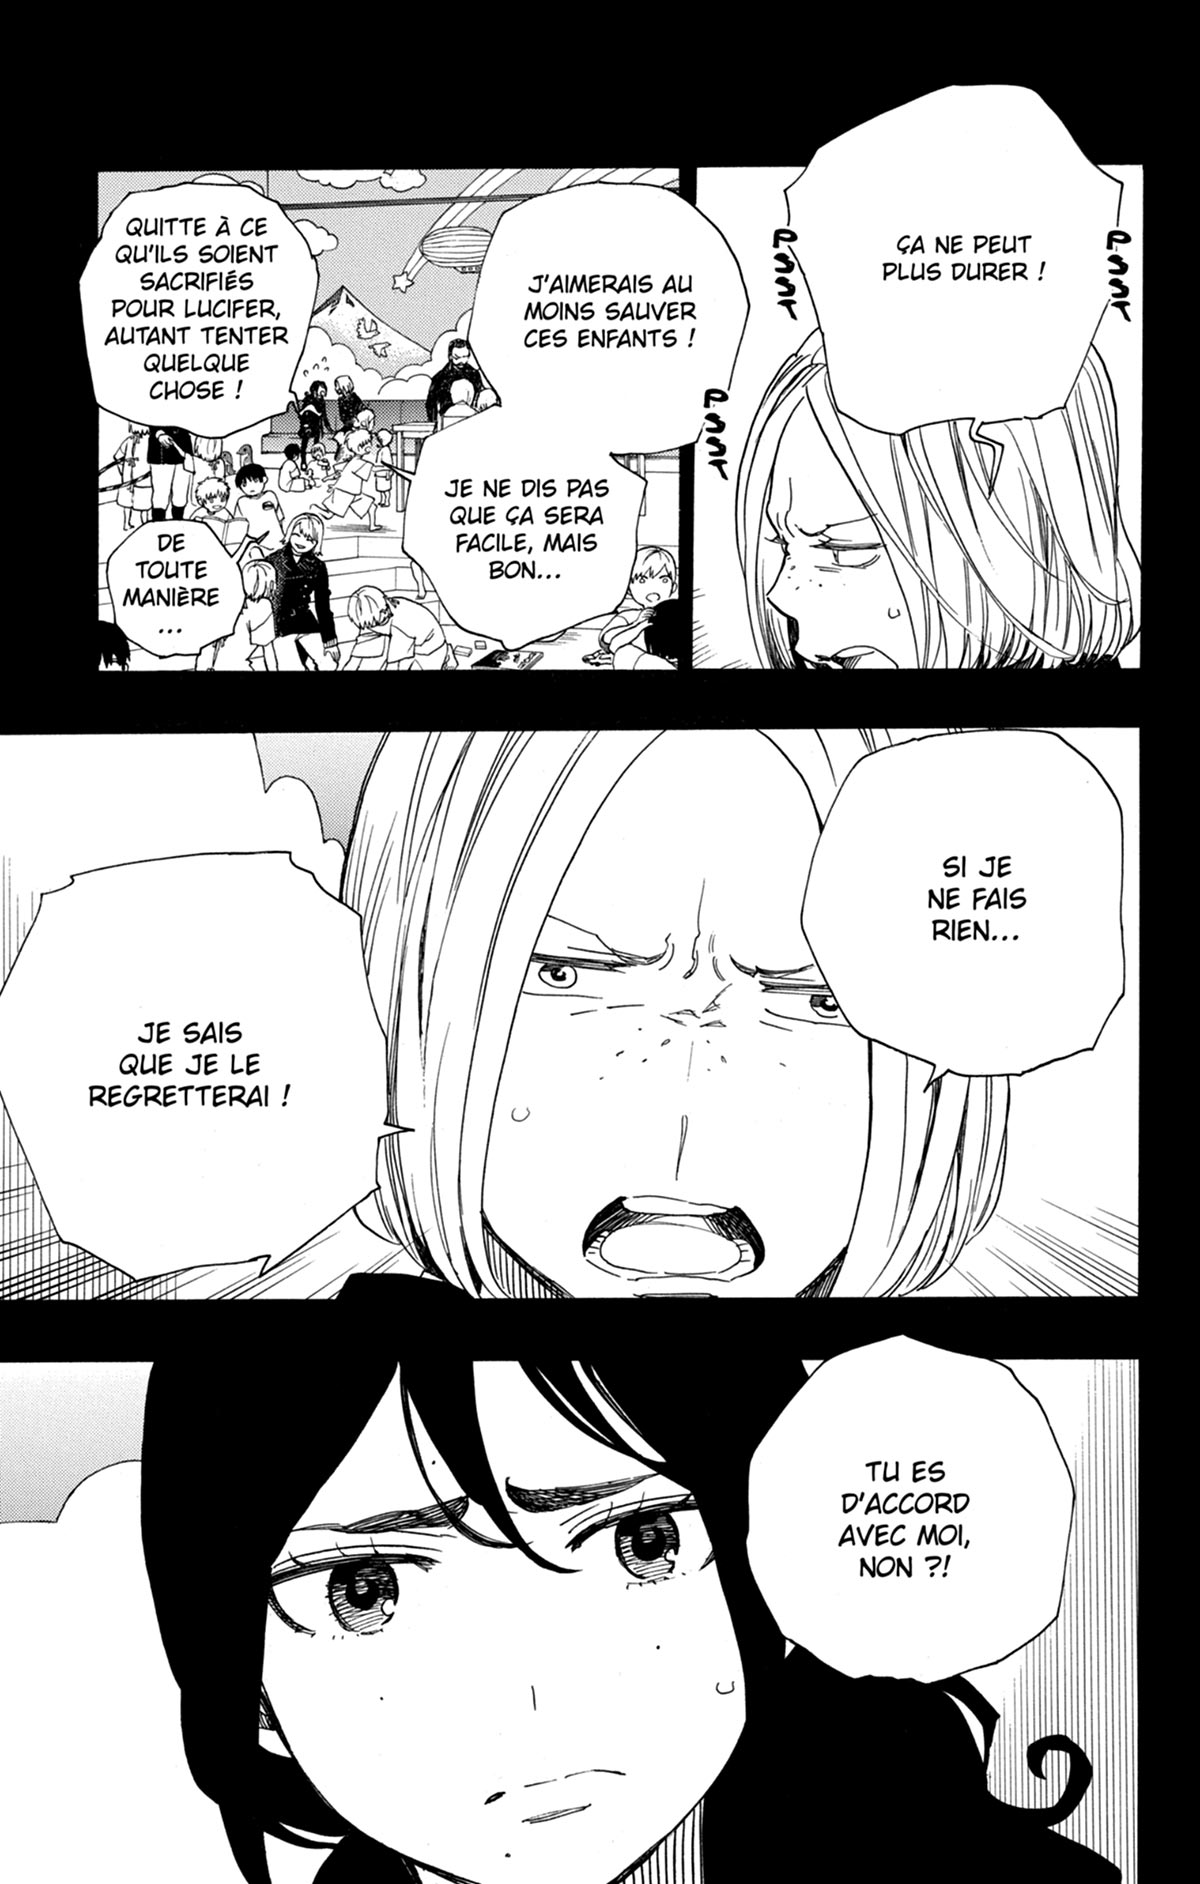 ÇA NE PEUT
PLUS DURER !
PSST
PSST
J'AIMERAIS AU
MOINS SAUVER
CES ENFANTS !
PSST
QUITTE À CE
QU'ILS SOIENT
SACRIFIÉS
POUR LUCIFER,
AUTANT TENTER
QUELQUE
CHOSE !
JE NE DIS PAS
QUE ÇA SERA
FACILE, MAIS
BON...
DE
TOUTE
MANIÈRE
...
SI JE
NE FAIS
RIEN...
JE SAIS
QUE JE LE
REGRETTERAI !
TU ES
D'ACCORD
AVEC MOI,
NON ?!